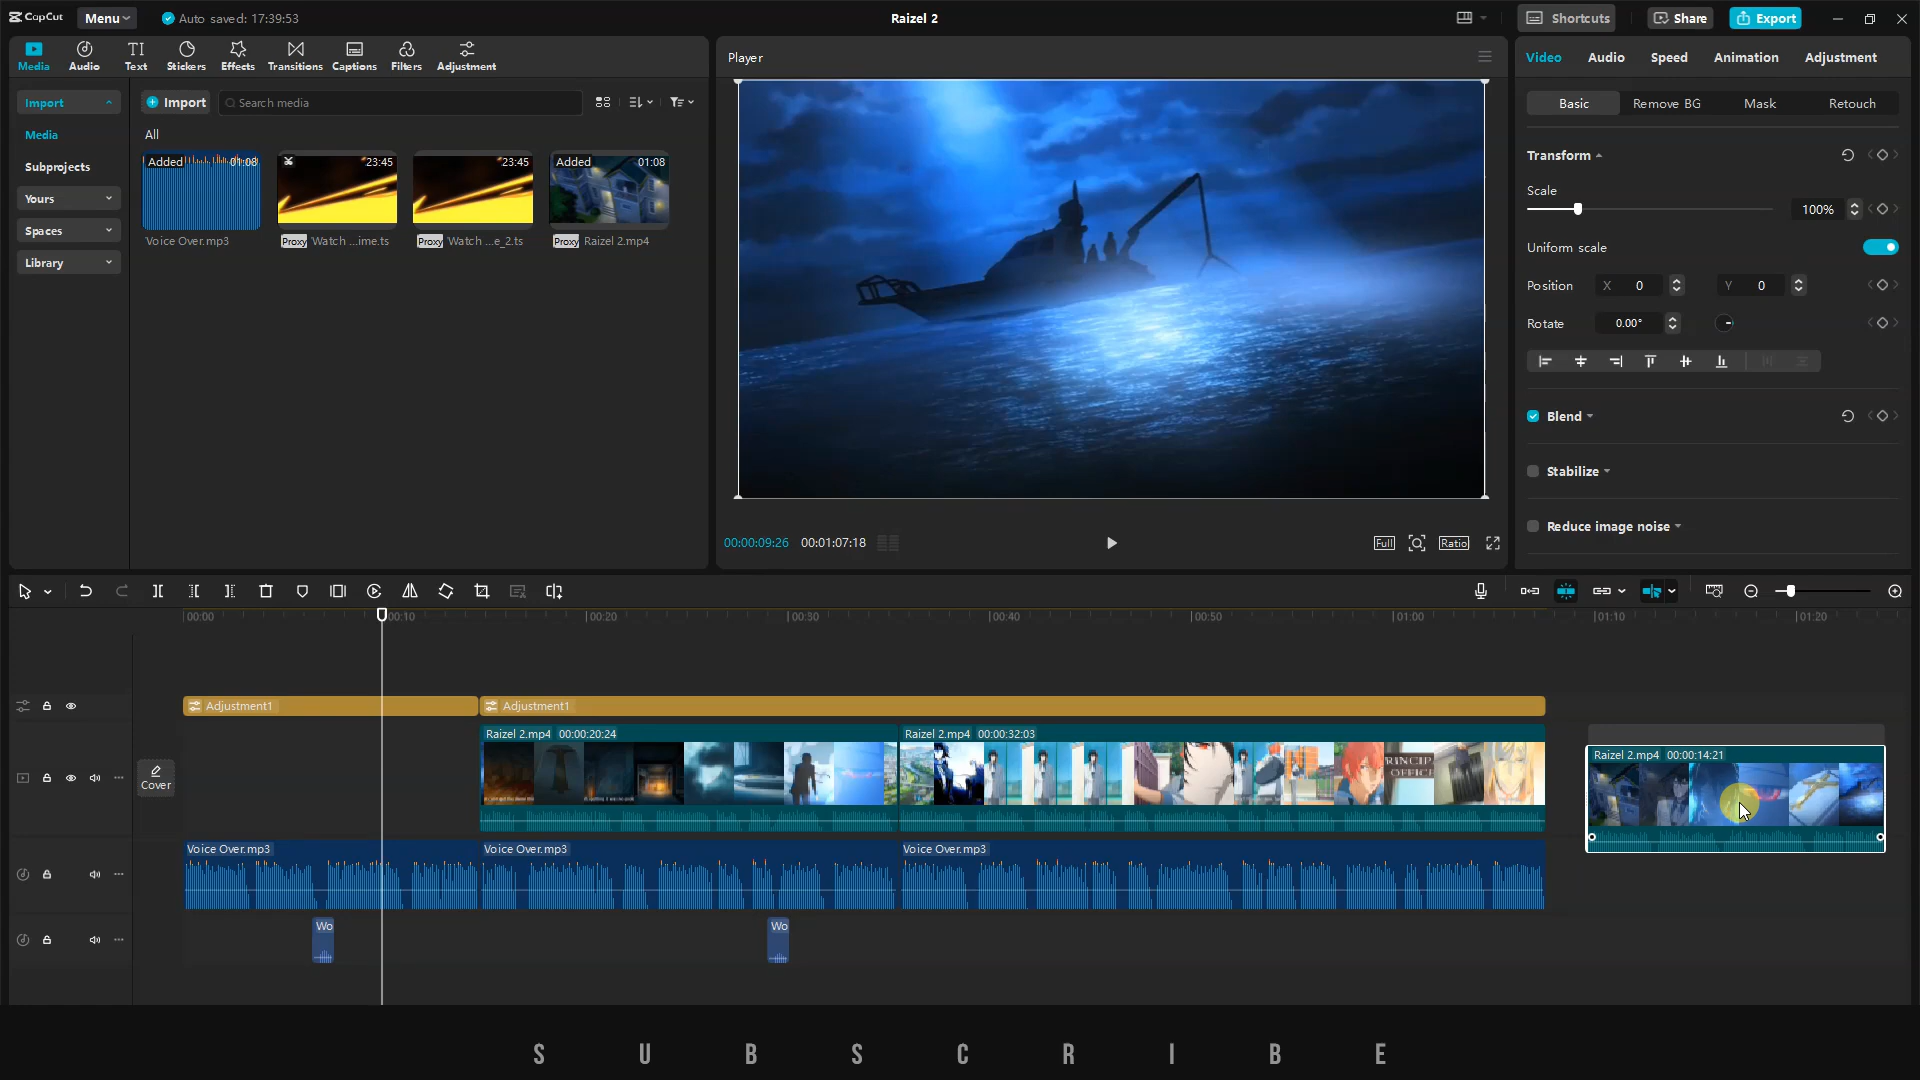 CapCut Menu Auto saved: 17:39:53 Raizel 2 Shortcuts Share Export
Media Audio Text Stickers Effects Transitions Captions Filters Adjustment
Player
Video Audio Speed Animation Adjustment
Import
Media
Subprojects
Yours
Spaces
Library
Import Search media
All
Added 01:08 23:45 23:45 Added 01:08
Voice Over.mp3 Proxy Watch ...ime.ts Proxy Watch ...e_2.ts Proxy Raizel 2.mp4
00:00:09:26 00:01:07:18 Full Ratio
Basic Remove BG Mask Retouch
Transform
Scale
100%
Uniform scale
Position X 0 Y 0
Rotate 0.00°
Blend
Stabilize
Reduce image noise
00:00 00:10 00:20 00:30 00:40 00:50 01:00 01:10 01:20
Adjustment1 Adjustment1
Raizel 2.mp4 00:00:20:24 Raizel 2.mp4 00:00:32:03
Raizel 2.mp4 00:00:14:21
Cover
PRINCIP
OFFICE
Voice Over.mp3 Voice Over.mp3 Voice Over.mp3
Wo Wo
S U B S C R I B E